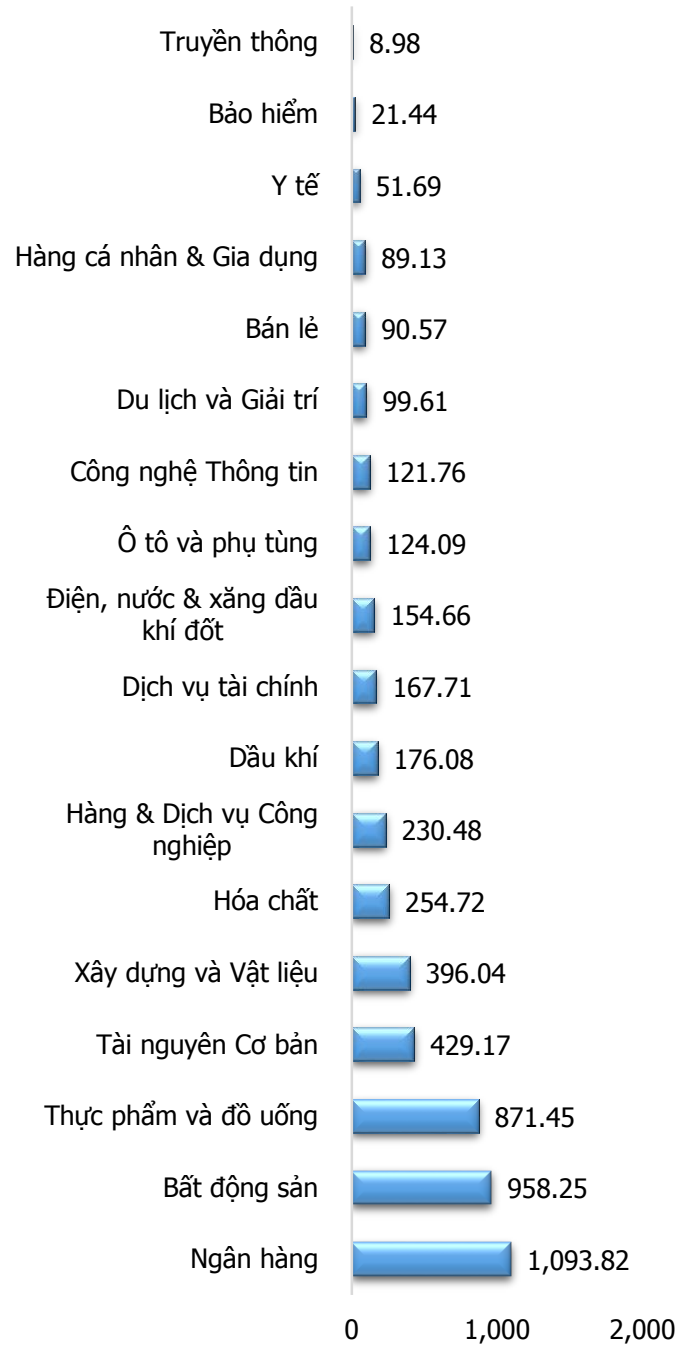 Truyền thông 8.98
Bảo hiểm 21.44
Y tế 51.69
Hàng cá nhân & Gia dụng 89.13
Bán lẻ 90.57
Du lịch và Giải trí 99.61
Công nghệ Thông tin 121.76
Ô tô và phụ tùng 124.09
Điện, nước & xăng dầu
khí đốt 154.66
Dịch vụ tài chính 167.71
Dầu khí 176.08
Hàng & Dịch vụ Công
nghiệp 230.48
Hóa chất 254.72
Xây dựng và Vật liệu 396.04
Tài nguyên Cơ bản 429.17
Thực phẩm và đồ uống 871.45
Bất động sản 958.25
Ngân hàng 1,093.82
0 1,000 2,000